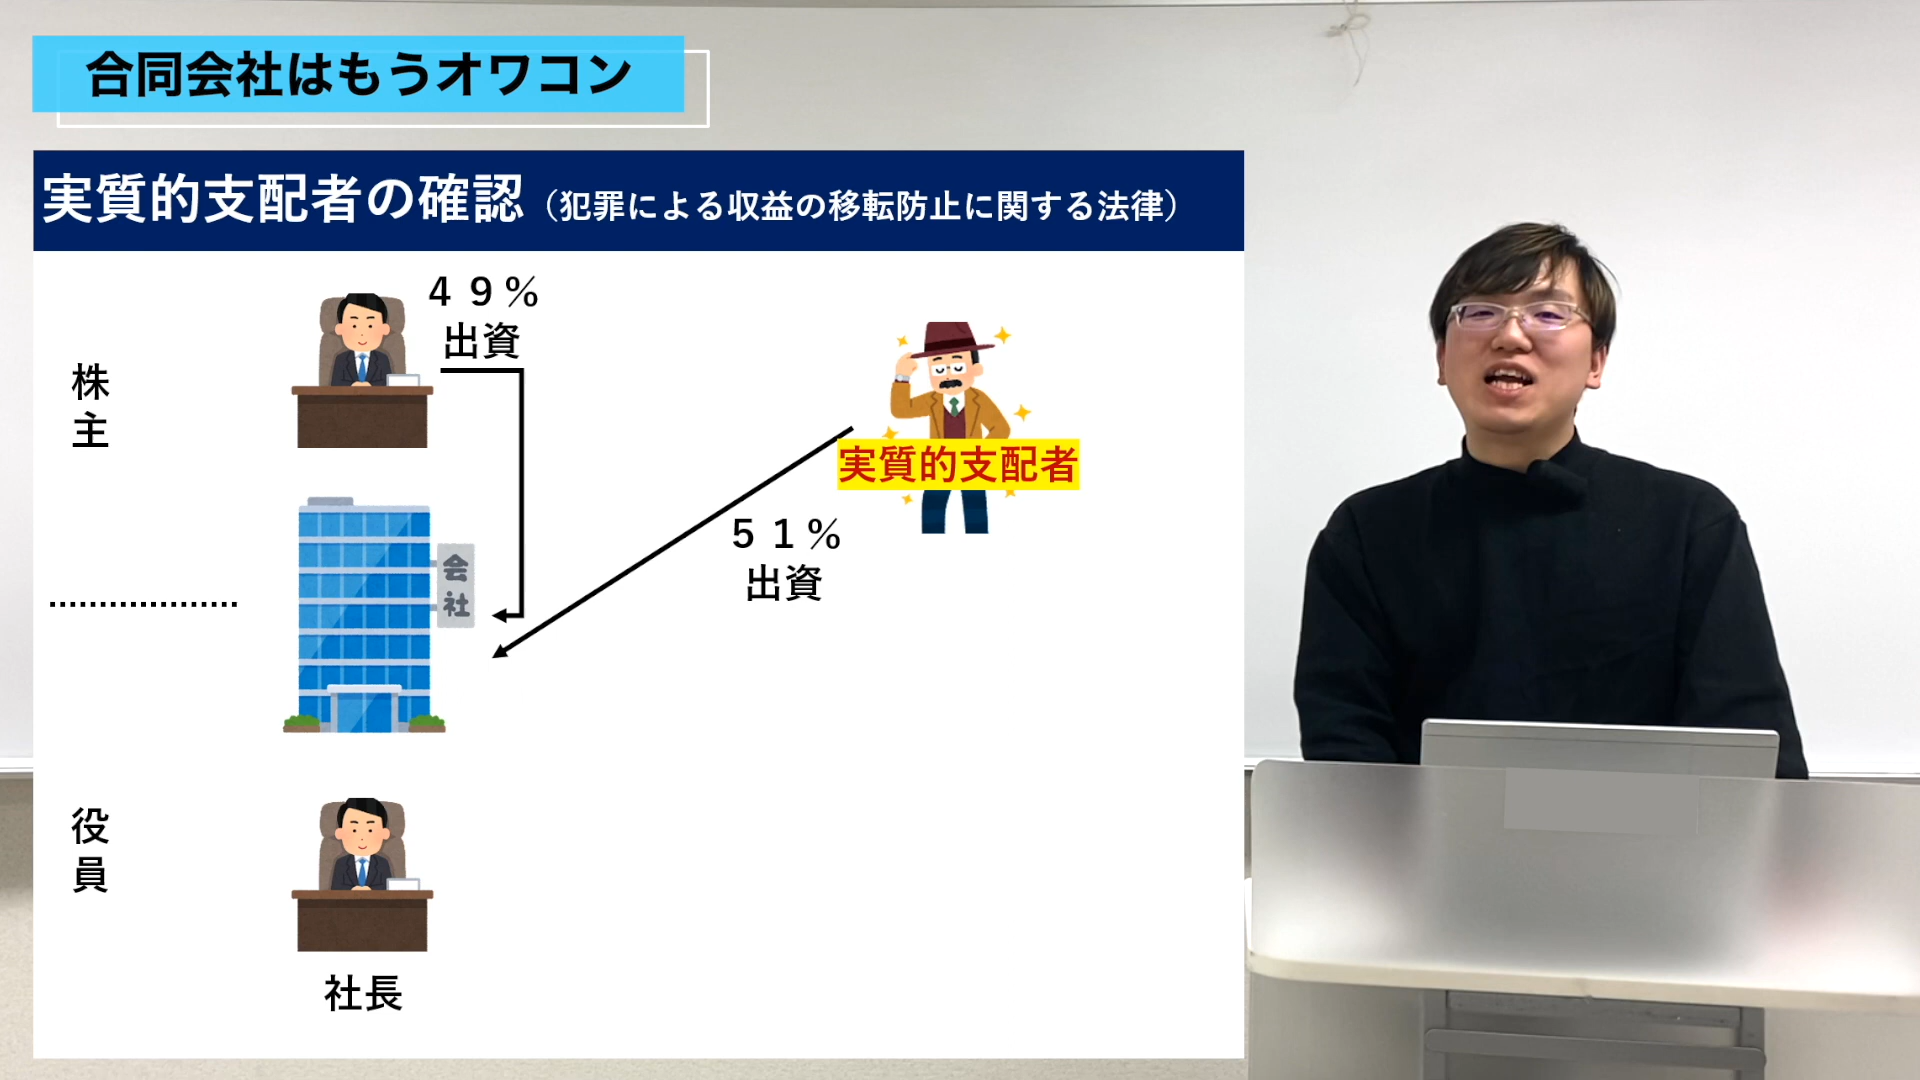 合同会社はもうオワコン
実質的支配者の確認（犯罪による収益の移転防止に関する法律）
４９％
出資
株主
実質的支配者
５１％
出資
会社
役員
社長